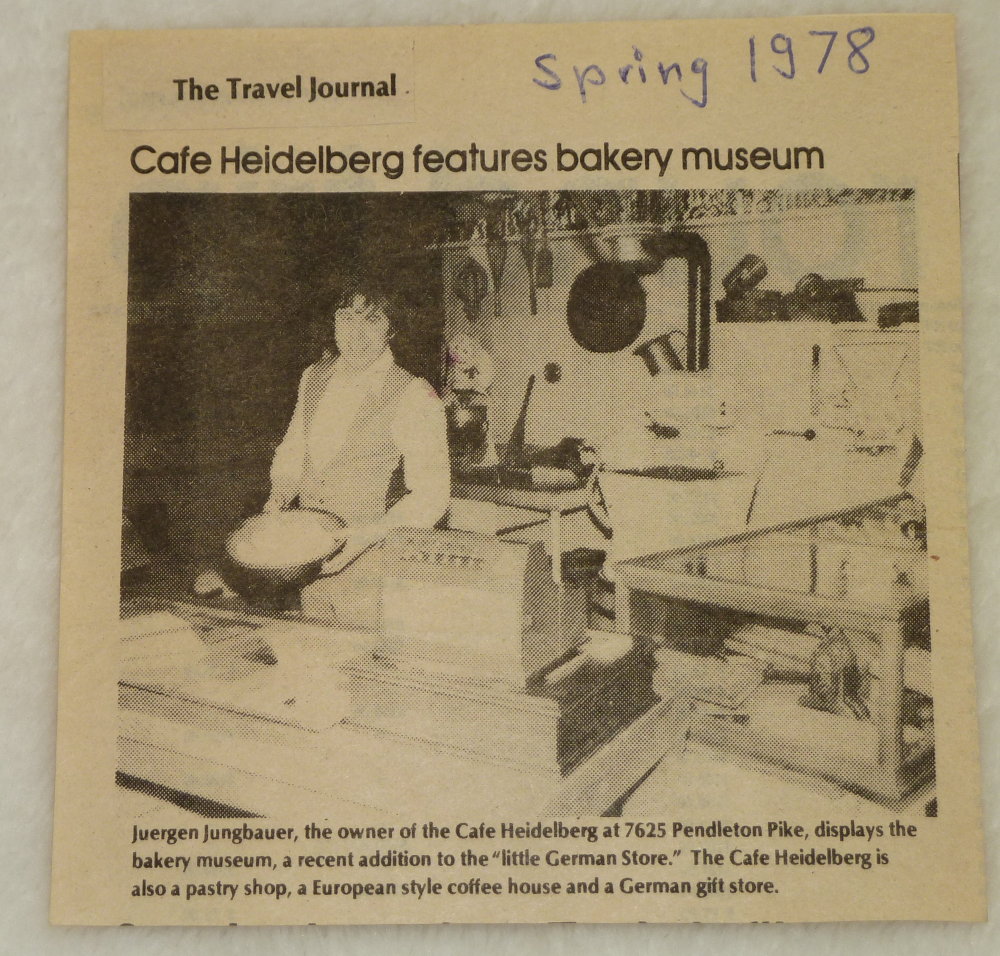 The Travel Journal
Spring 1978
Cafe Heidelberg features bakery museum
Juergen Jungbauer, the owner of the Cafe Heidelberg at 7625 Pendleton Pike, displays the
bakery museum, a recent addition to the "little German Store." The Cafe Heidelberg is
also a pastry shop, a European style coffee house and a German gift store.